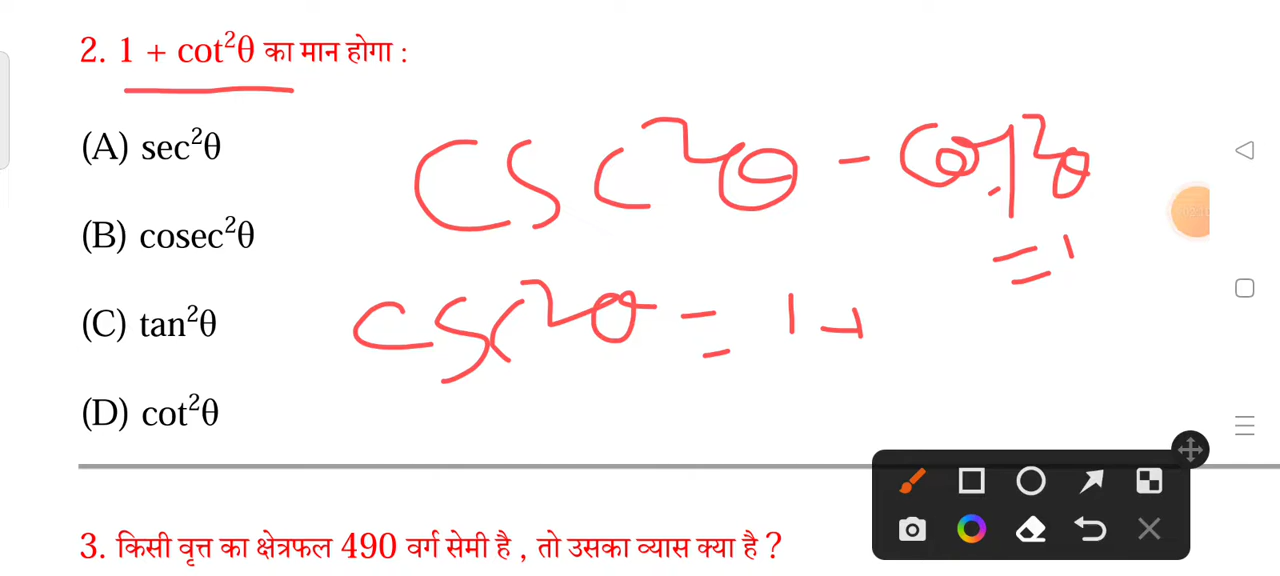 2. 1 + cot²θ का मान होगा :
(A) sec²θ
csc²θ - cot²θ
(B) cosec²θ
= 1
csc²θ = 1 +
(C) tan²θ
(D) cot²θ
3. किसी वृत्त का क्षेत्रफल 490 वर्ग सेमी है , तो उसका व्यास क्या है ?